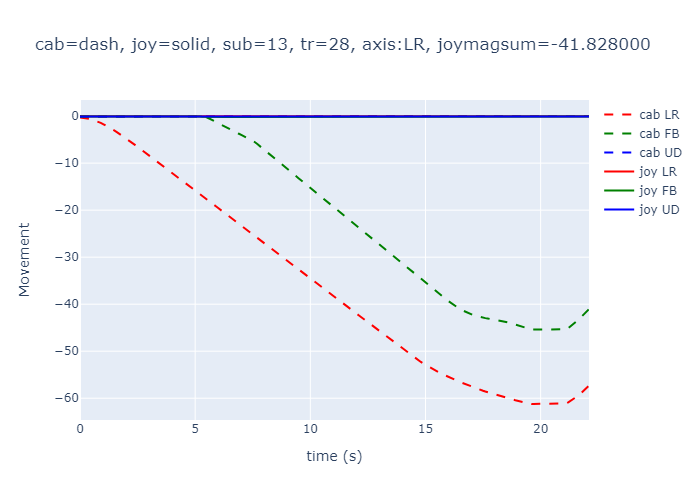 cab=dash, joy=solid, sub=13, tr=28, axis:LR, joymagsum=-41.828000
0
−10
−20
−30
−40
−50
−60
Movement
0
5
10
15
20
time (s)
cab LR
cab FB
cab UD
joy LR
joy FB
joy UD